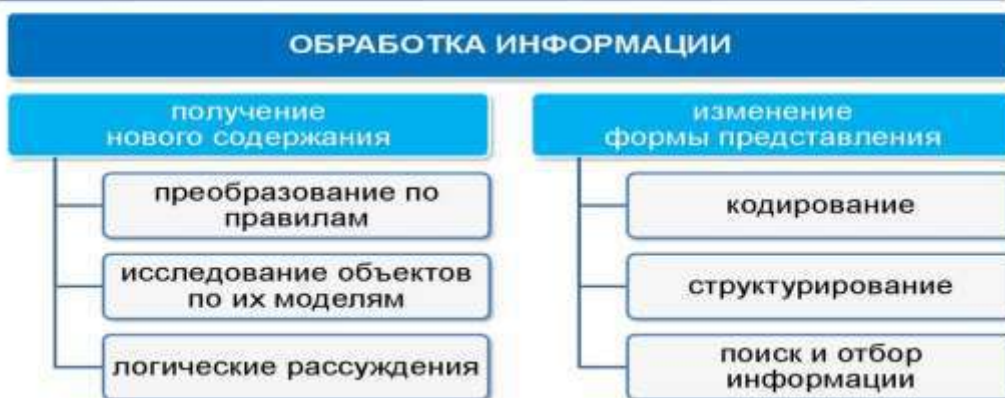 ОБРАБОТКА ИНФОРМАЦИИ
получение
нового содержания
преобразование по
правилам
исследование объектов
по их моделям
логические рассуждения
изменение
формы представления
кодирование
структурирование
поиск и отбор
информации